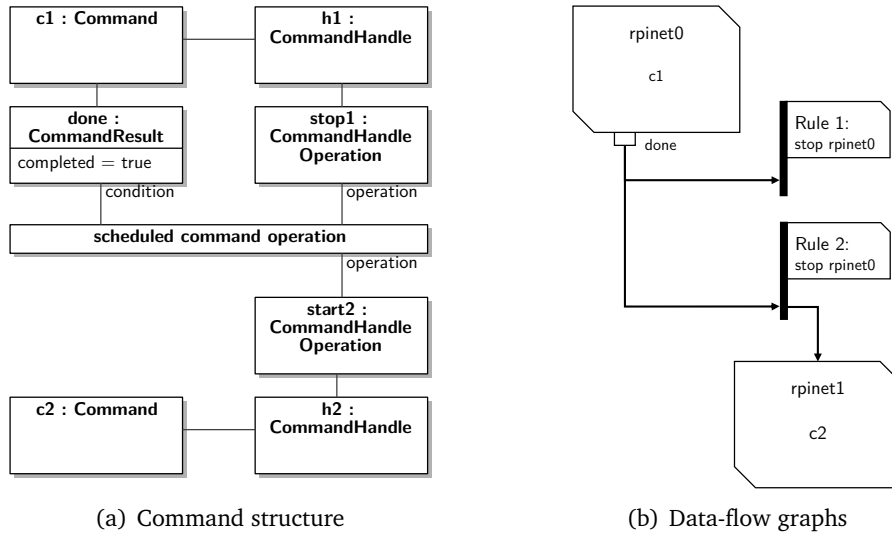 c1 : Command
h1 :
CommandHandle
done :
CommandResult
completed = true
condition
stop1 :
CommandHandle
Operation
operation
scheduled command operation
operation
start2 :
CommandHandle
Operation
c2 : Command
h2 :
CommandHandle
(a) Command structure
rpinet0
c1
done
Rule 1:
stop rpinet0
Rule 2:
stop rpinet0
rpinet1
c2
(b) Data-flow graphs